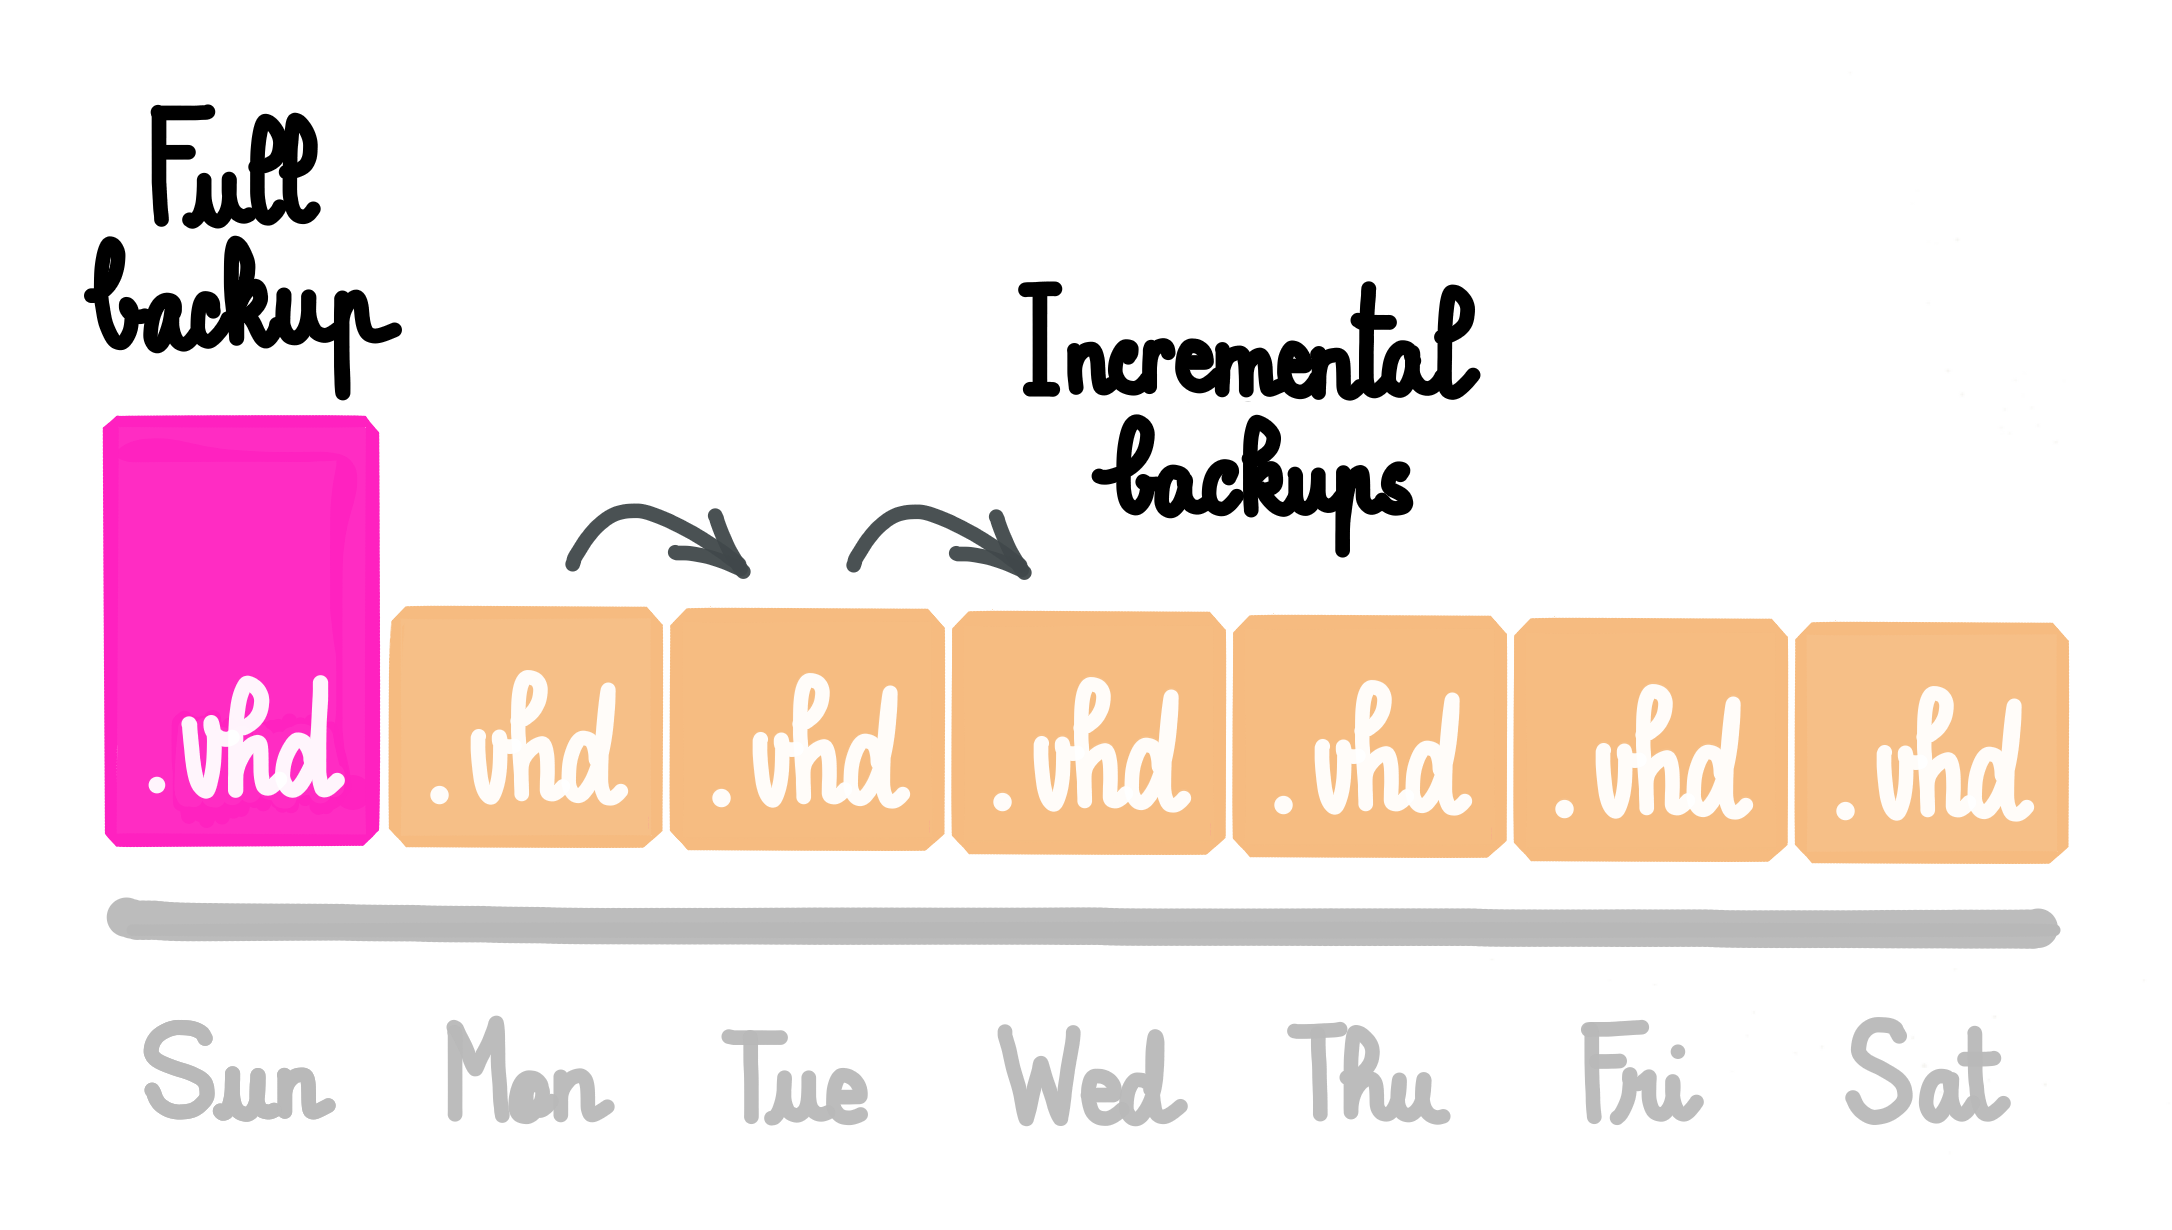 Full
backup
Incremental
backups
.vhd .vhd .vhd .vhd .vhd .vhd .vhd
Sun Mon Tue Wed Thu Fri Sat